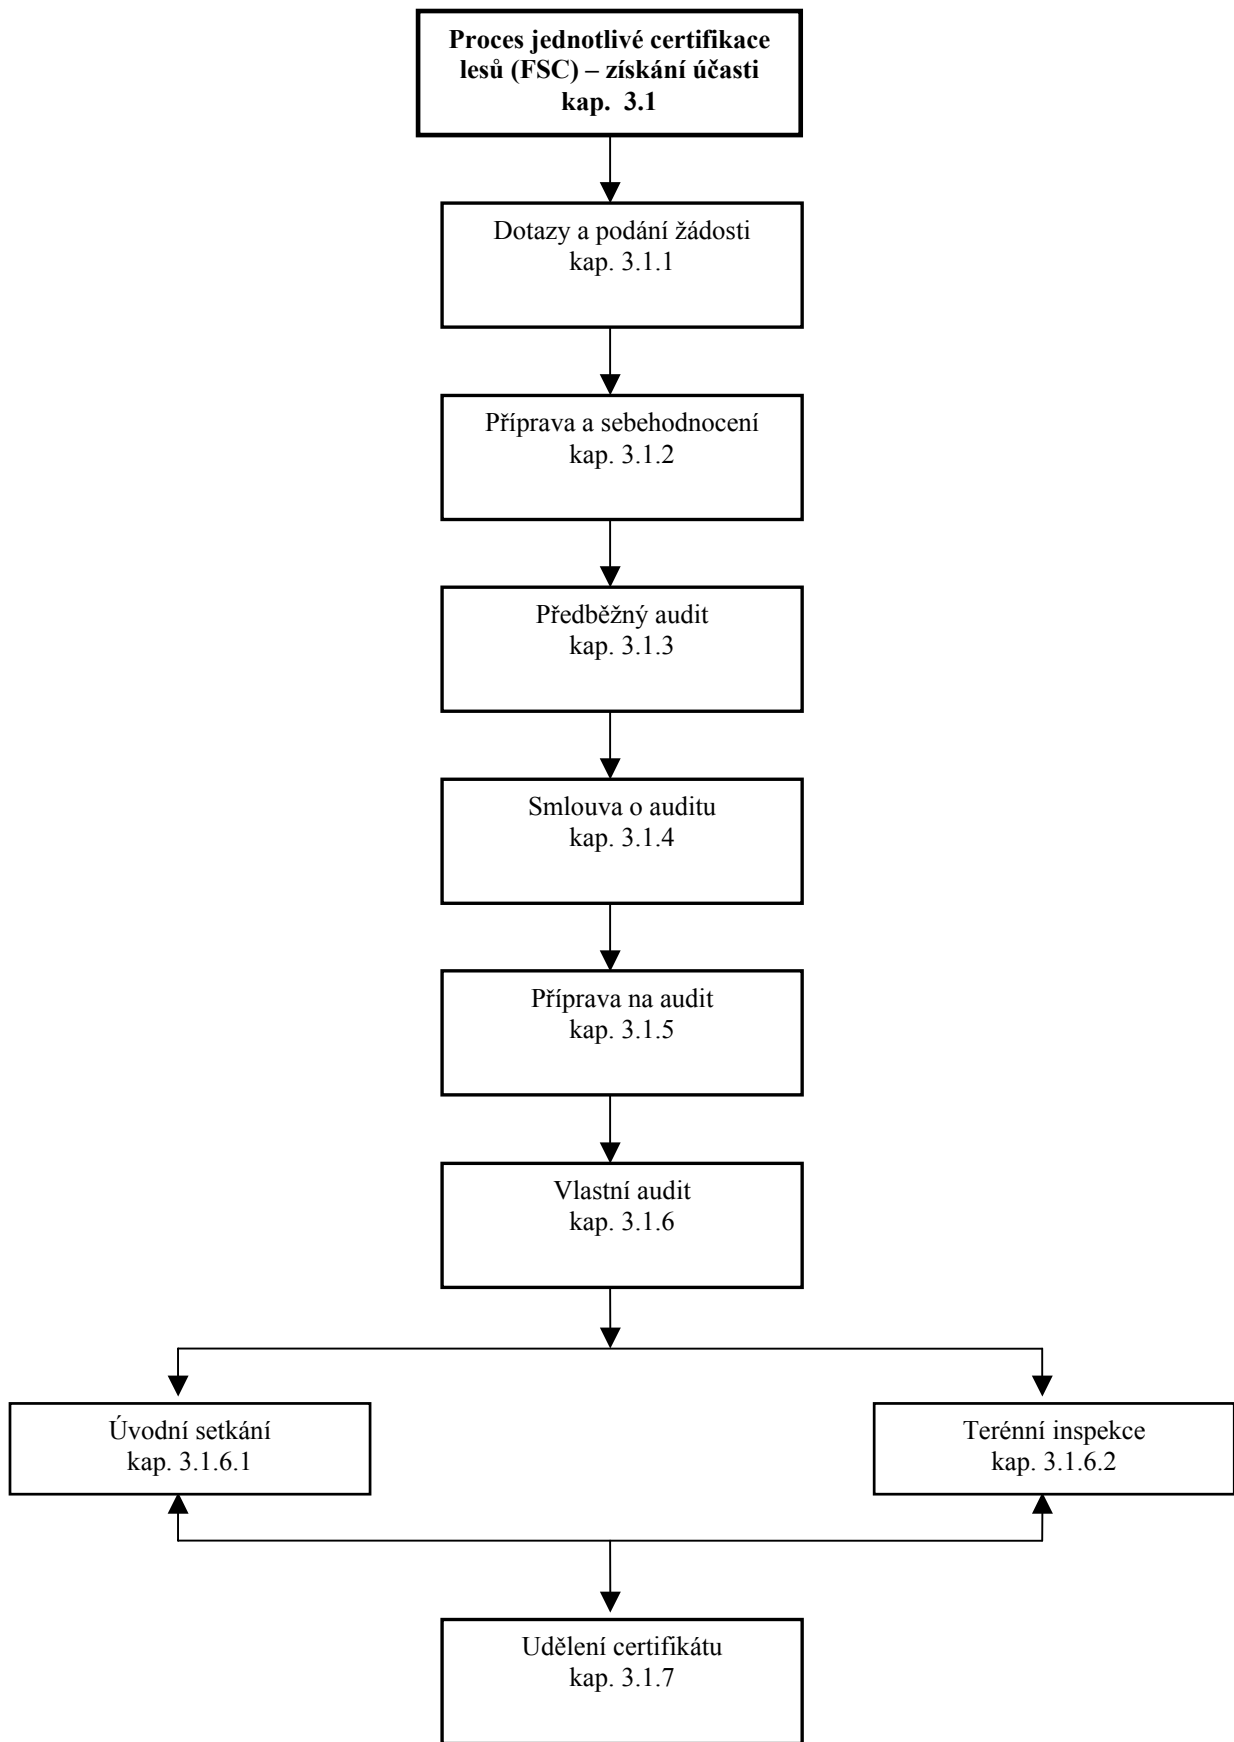 Proces jednotlivé certifikace
lesů (FSC) – získání účasti
kap. 3.1
Dotazy a podání žádosti
kap. 3.1.1
Příprava a sebehodnocení
kap. 3.1.2
Předběžný audit
kap. 3.1.3
Smlouva o auditu
kap. 3.1.4
Příprava na audit
kap. 3.1.5
Vlastní audit
kap. 3.1.6
Úvodní setkání
kap. 3.1.6.1
Terénní inspekce
kap. 3.1.6.2
Udělení certifikátu
kap. 3.1.7